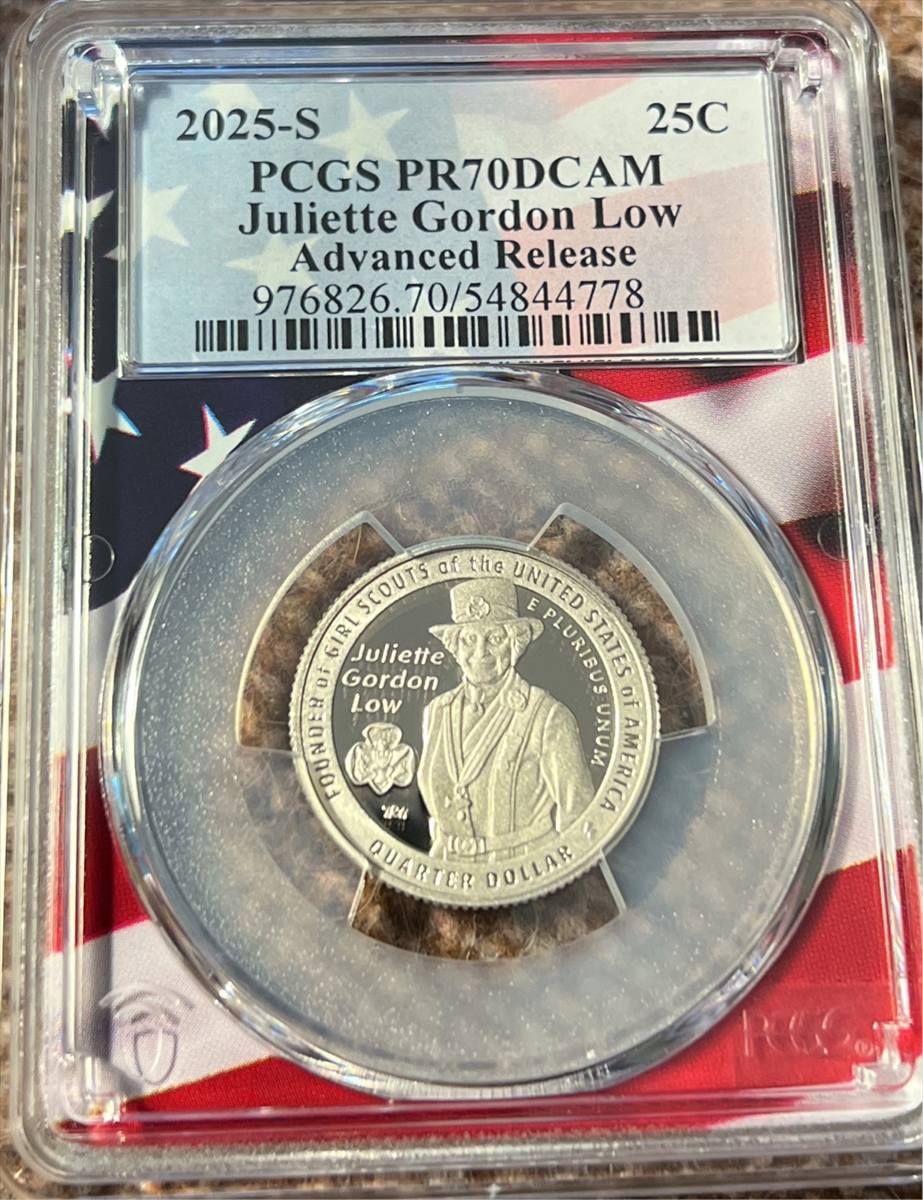 2025-S 25C
PCGS PR70DCAM
Juliette Gordon Low
Advanced Release
976826.70/54844778
FOUNDER of GIRL SCOUTS of the UNITED STATES of AMERICA
E PLURIBUS UNUM
Juliette
Gordon
Low
QUARTER DOLLAR
PCGS